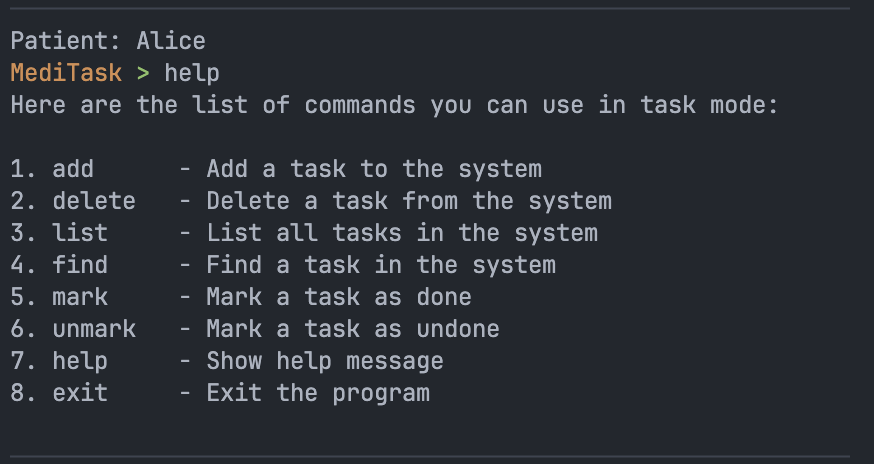 Patient: Alice
MediTask > help
Here are the list of commands you can use in task mode:
1. add - Add a task to the system
2. delete - Delete a task from the system
3. list - List all tasks in the system
4. find - Find a task in the system
5. mark - Mark a task as done
6. unmark - Mark a task as undone
7. help - Show help message
8. exit - Exit the program